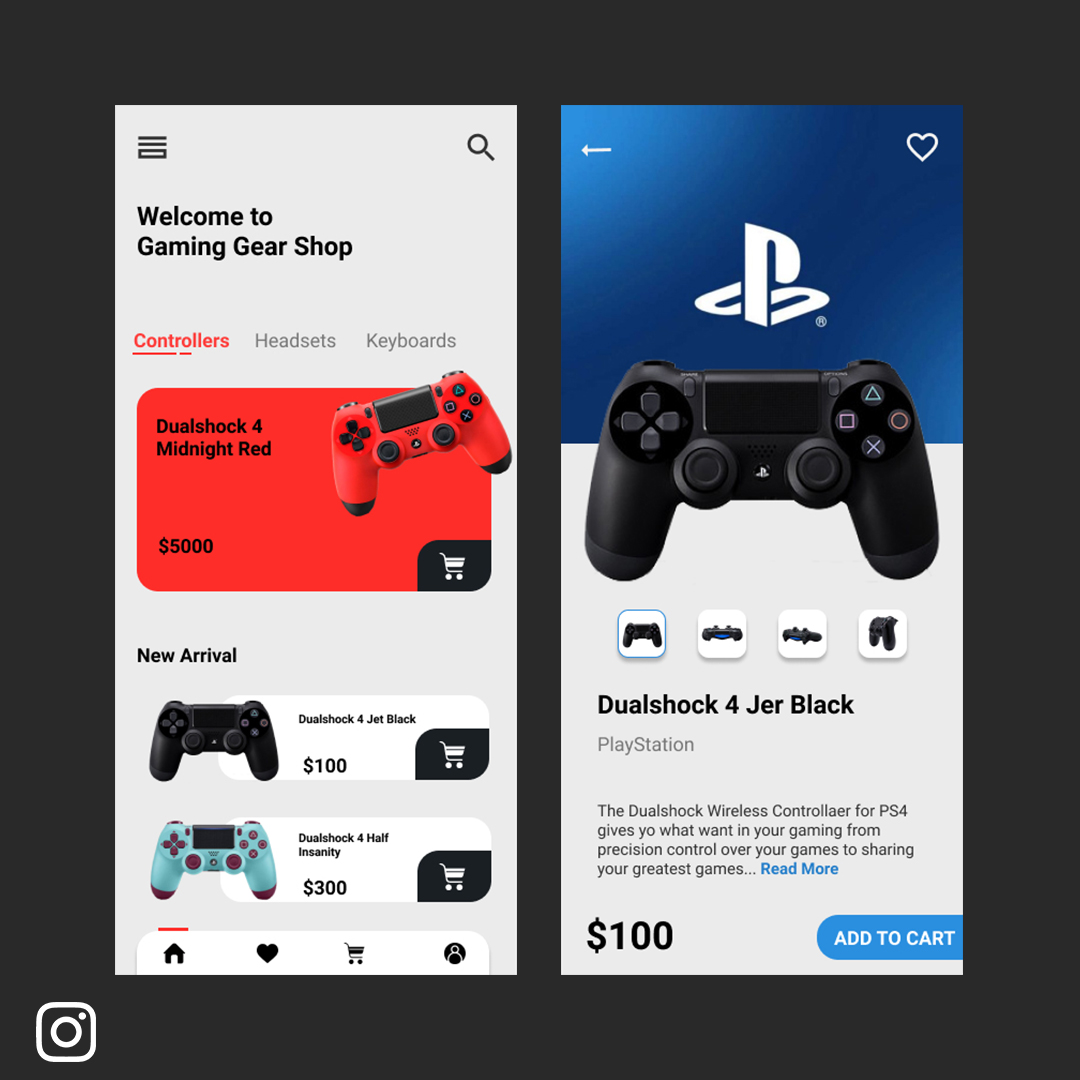 Welcome to
Gaming Gear Shop
Controllers Headsets Keyboards
Dualshock 4
Midnight Red
$5000
New Arrival
Dualshock 4 Jet Black
$100
Dualshock 4 Half
Insanity
$300
®
SHARE OPTIONS
Dualshock 4 Jer Black
PlayStation
The Dualshock Wireless Controllaer for PS4
gives yo what want in your gaming from
precision control over your games to sharing
your greatest games... Read More
$100 ADD TO CART